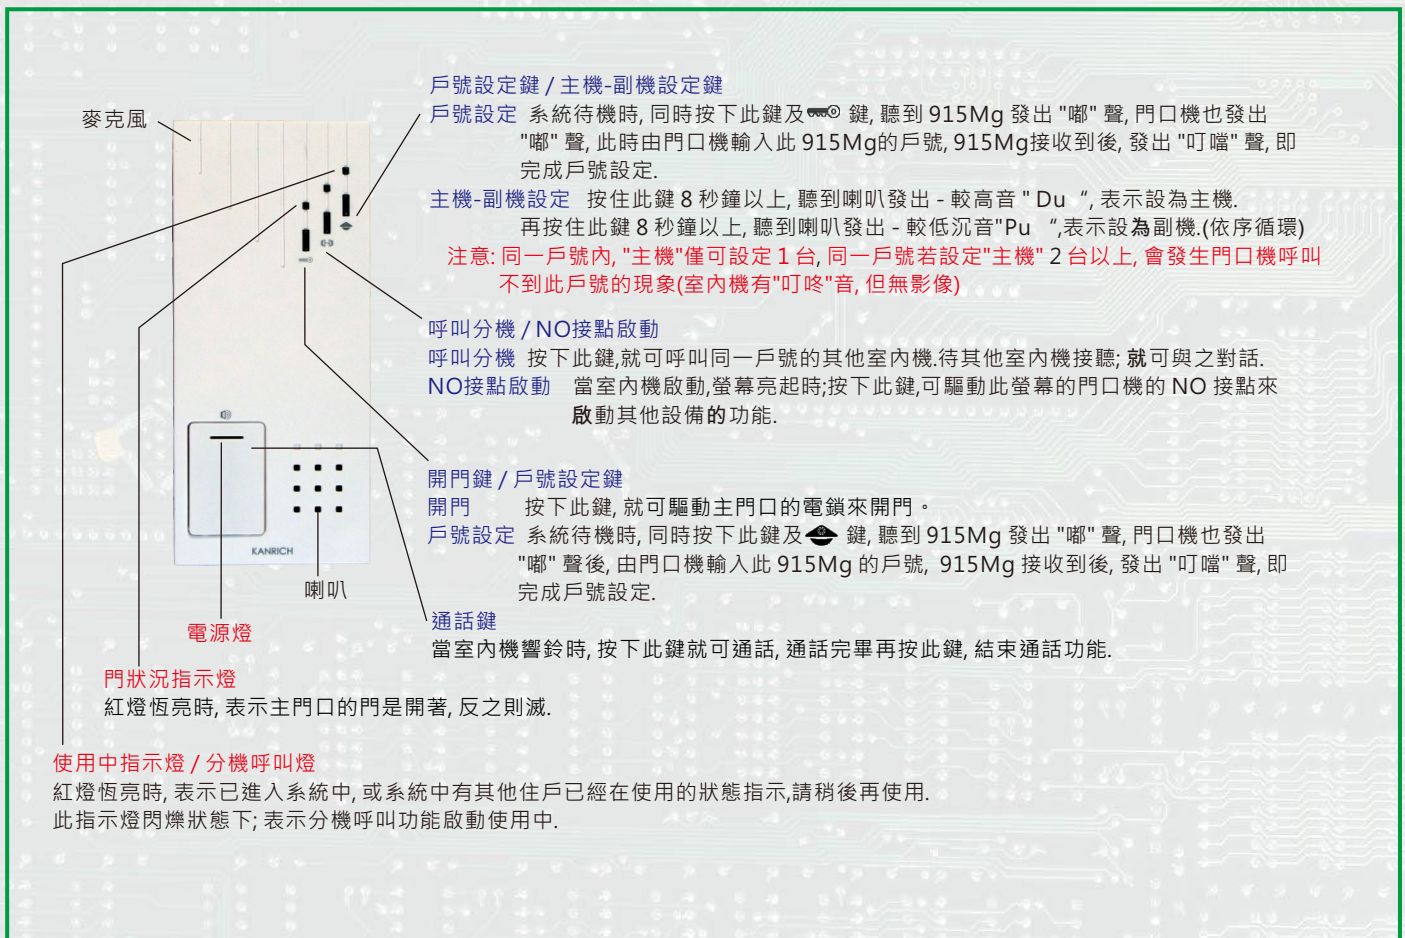 戶號設定鍵 / 主機-副機設定鍵
麥克風
戶號設定 系統待機時, 同時按下此鍵及 鍵, 聽到 915Mg 發出 "嘟" 聲, 門口機也發出
"嘟" 聲, 此時由門口機輸入此 915Mg的戶號, 915Mg接收到後, 發出 "叮噹" 聲, 即
完成戶號設定.
主機-副機設定 按住此鍵 8 秒鐘以上, 聽到喇叭發出 - 較高音 " Du “, 表示設為主機.
再按住此鍵 8 秒鐘以上, 聽到喇叭發出 - 較低沉音"Pu “,表示設為副機.(依序循環)
注意: 同一戶號內, "主機"僅可設定 1 台, 同一戶號若設定"主機" 2 台以上, 會發生門口機呼叫
不到此戶號的現象(室內機有"叮咚"音, 但無影像)
呼叫分機 / NO接點啟動
呼叫分機 按下此鍵,就可呼叫同一戶號的其他室內機.待其他室內機接聽; 就可與之對話.
NO接點啟動 當室內機啟動,螢幕亮起時;按下此鍵,可驅動此螢幕的門口機的 NO 接點來
啟動其他設備的功能.
開門鍵 / 戶號設定鍵
開門 按下此鍵, 就可驅動主門口的電鎖來開門。
戶號設定 系統待機時, 同時按下此鍵及 鍵, 聽到 915Mg 發出 "嘟" 聲, 門口機也發出
"嘟" 聲後, 由門口機輸入此 915Mg 的戶號, 915Mg 接收到後, 發出 "叮噹" 聲, 即
完成戶號設定.
KANRICH
喇叭
通話鍵
當室內機響鈴時, 按下此鍵就可通話, 通話完畢再按此鍵, 結束通話功能.
電源燈
門狀況指示燈
紅燈恆亮時, 表示主門口的門是開著, 反之則滅.
使用中指示燈 / 分機呼叫燈
紅燈恆亮時, 表示已進入系統中, 或系統中有其他住戶已經在使用的狀態指示,請稍後再使用.
此指示燈閃爍狀態下; 表示分機呼叫功能啟動使用中.